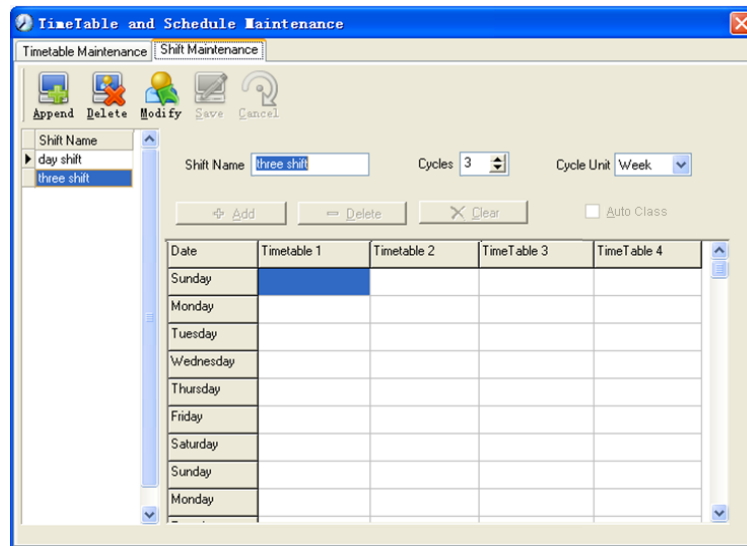 TimeTable and Schedule Maintenance
Timetable Maintenance Shift Maintenance
Append Delete Modify Save Cancel
Shift Name
day shift
three shift
Shift Name three shift Cycles 3 Cycle Unit Week
Add Delete Clear Auto Class
Date Timetable 1 Timetable 2 TimeTable 3 TimeTable 4
Sunday
Monday
Tuesday
Wednesday
Thursday
Friday
Saturday
Sunday
Monday